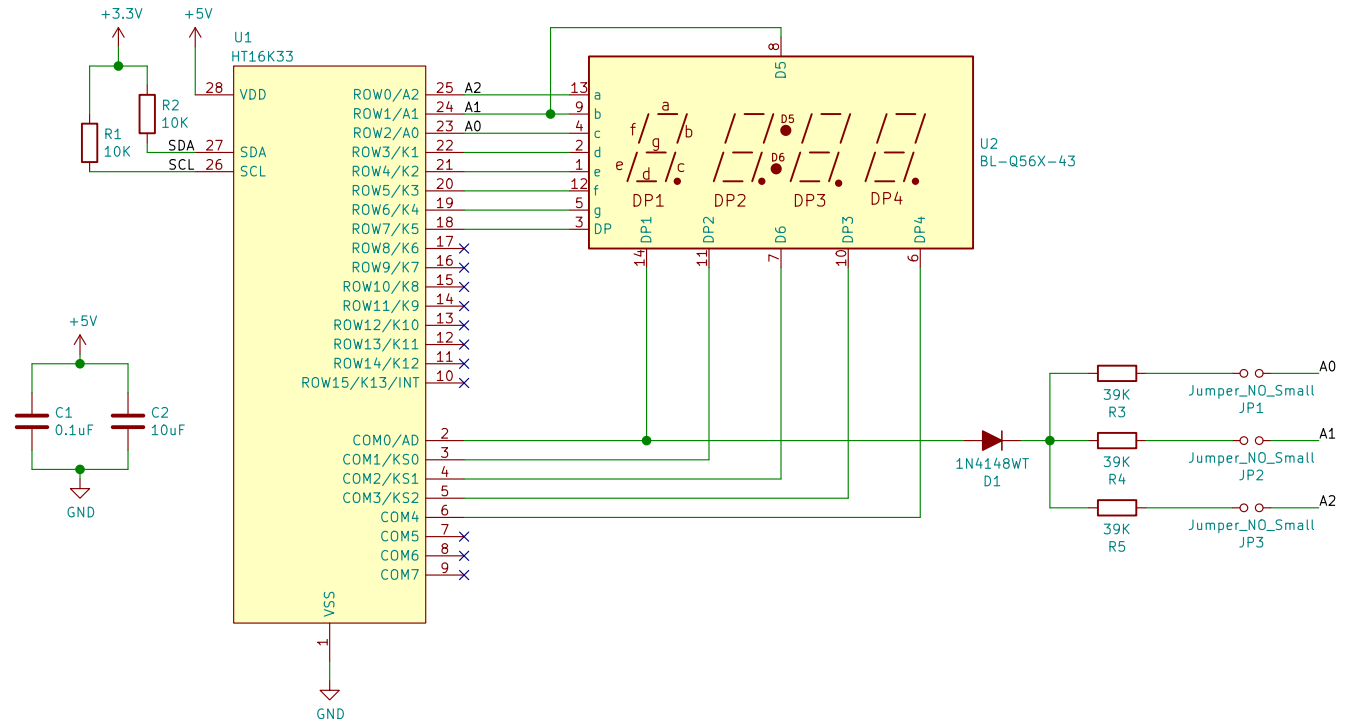 +3.3V
+5V
R1
10K
R2
10K
SDA
SCL
U1
HT16K33
28 VDD
27 SDA
26 SCL
ROW0/A2 25 A2
ROW1/A1 24 A1
ROW2/A0 23 A0
ROW3/K1 22
ROW4/K2 21
ROW5/K3 20
ROW6/K4 19
ROW7/K5 18
ROW8/K6 17
ROW9/K7 16
ROW10/K8 15
ROW11/K9 14
ROW12/K10 13
ROW13/K11 12
ROW14/K12 11
ROW15/K13/INT 10
COM0/AD 2
COM1/KS0 3
COM2/KS1 4
COM3/KS2 5
COM4 6
COM5 7
COM6 8
COM7 9
VSS
1
GND
+5V
C1
0.1uF
C2
10uF
GND
8
D5
13 a
9 b
4 c
2 d
1 e
12 f
5 g
3 DP
a
f
b
g
e
c
d
D5
D6
DP1
DP2
DP3
DP4
DP1
DP2
D6
DP3
DP4
14
11
7
10
6
U2
BL-Q56X-43
1N4148WT
D1
39K
R3
Jumper_NO_Small
JP1
A0
39K
R4
Jumper_NO_Small
JP2
A1
39K
R5
Jumper_NO_Small
JP3
A2